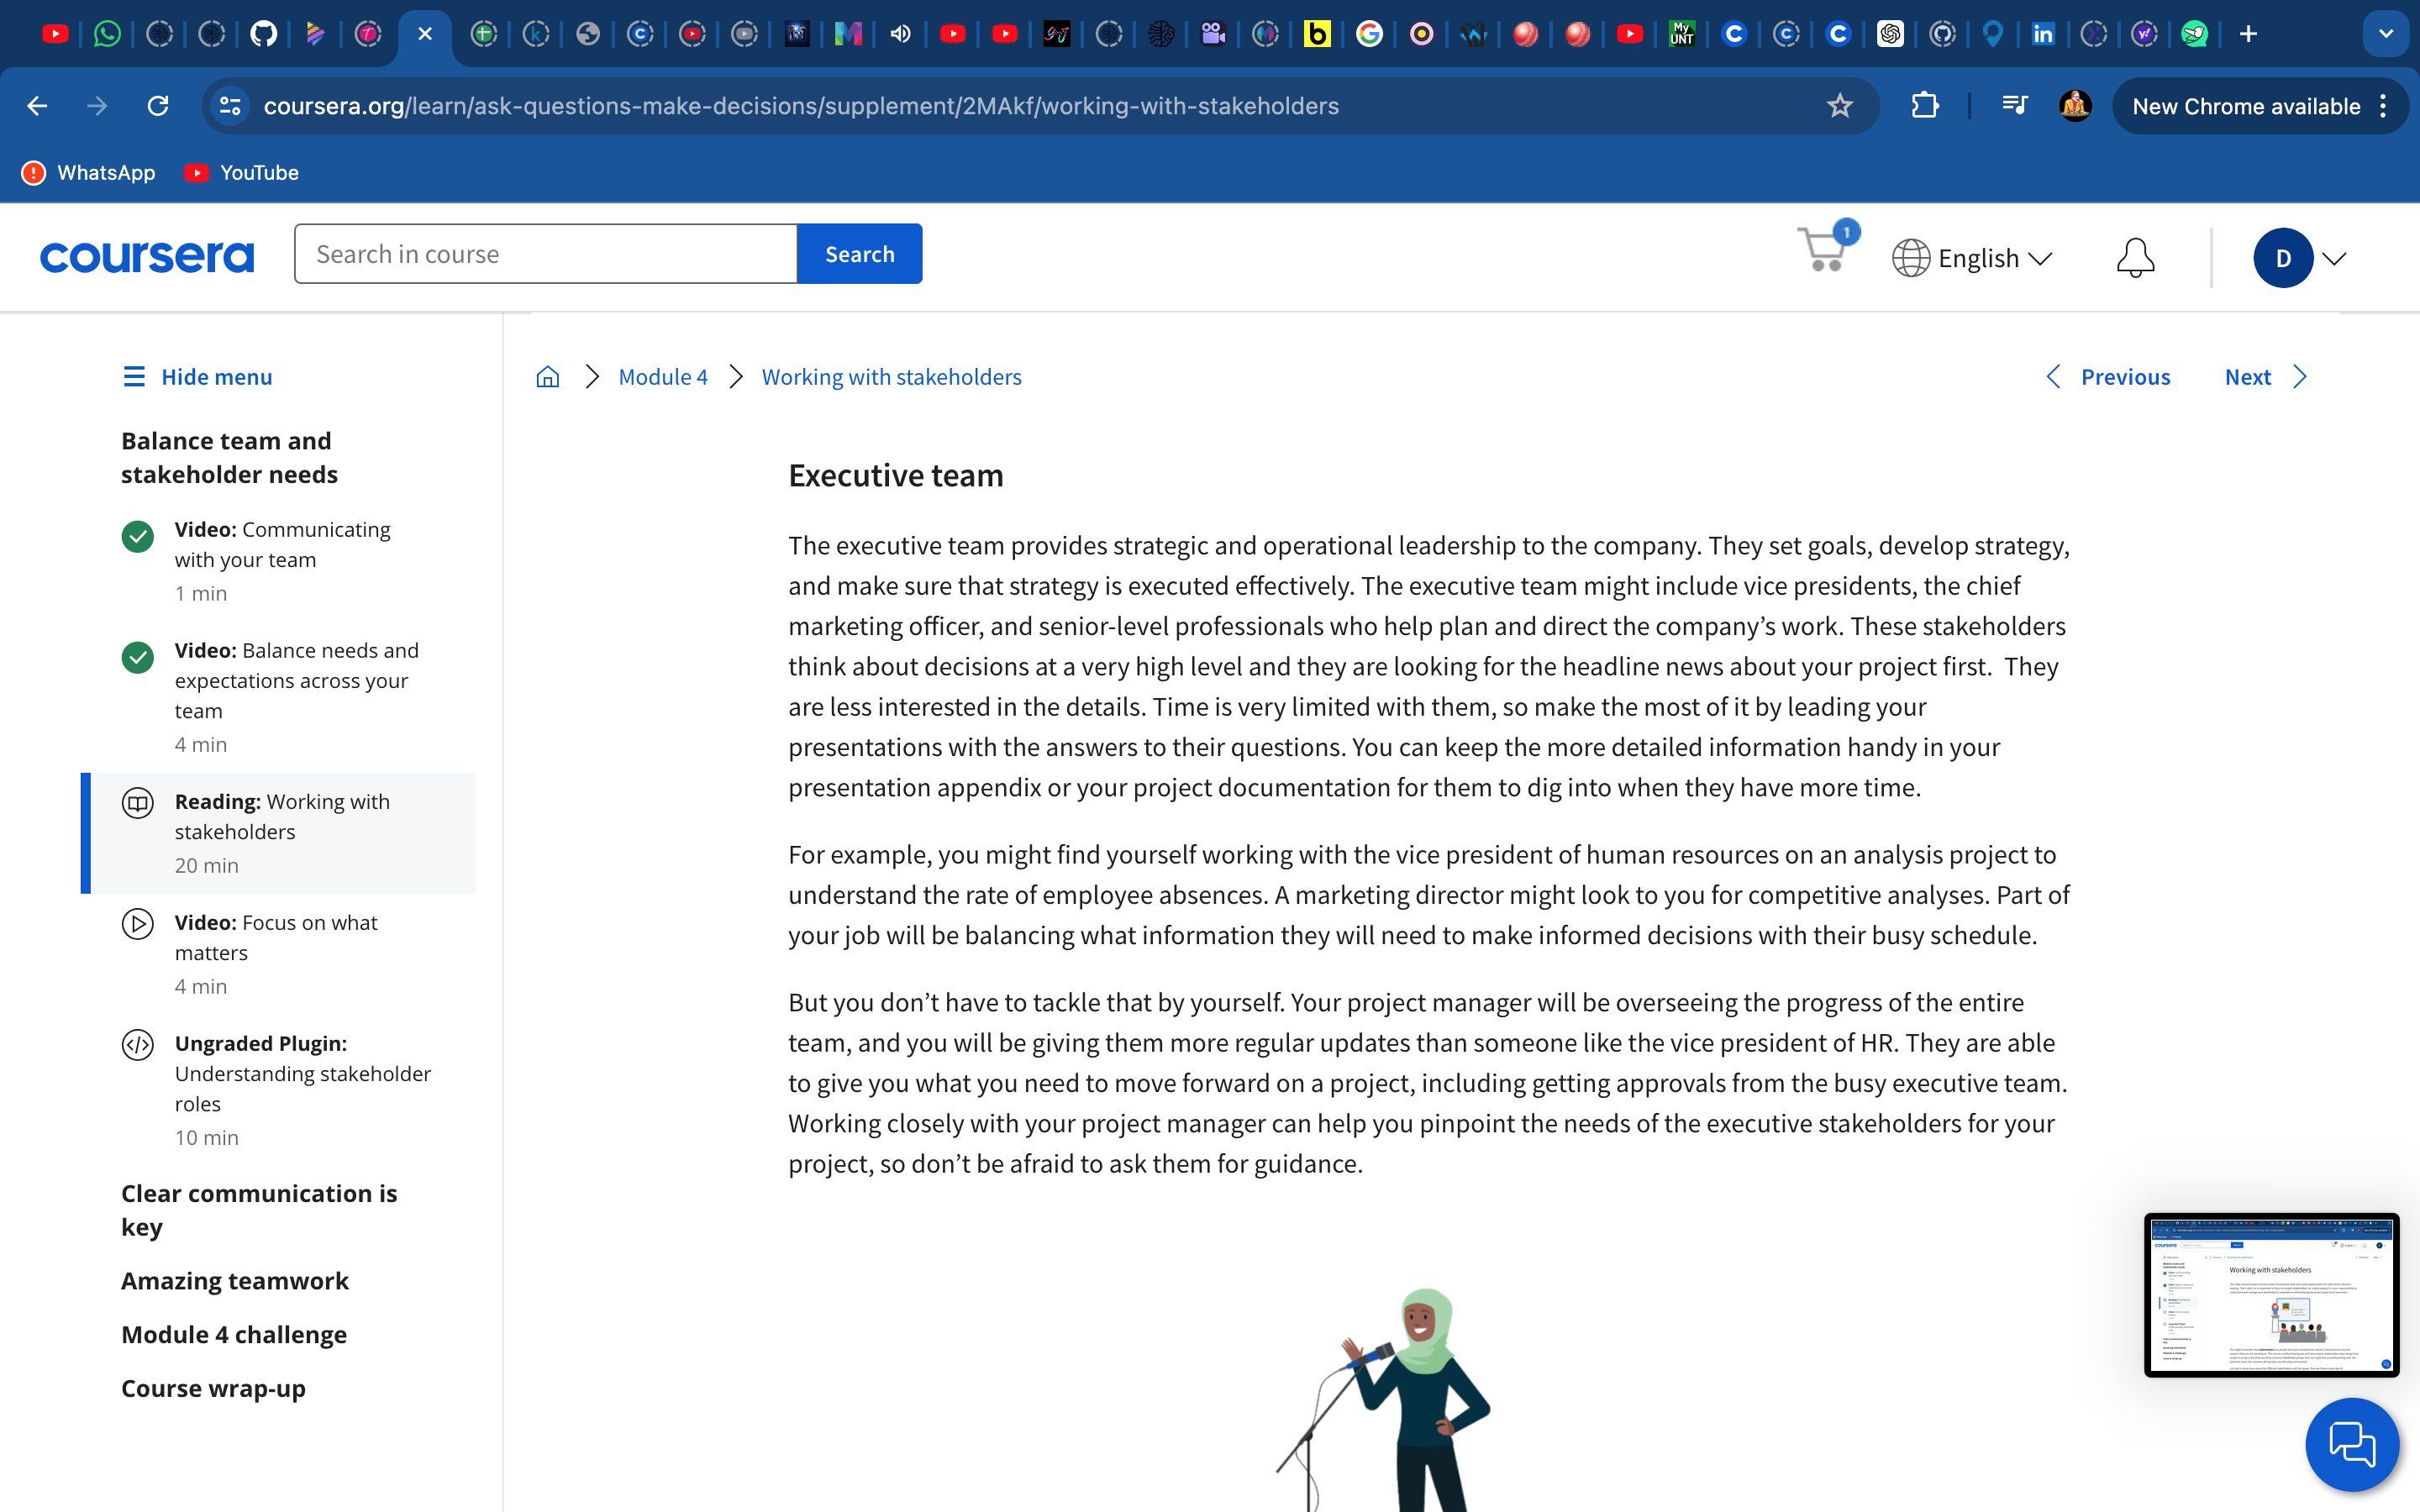 coursera.org/learn/ask-questions-make-decisions/supplement/2MAkf/working-with-stakeholders
New Chrome available
WhatsApp
YouTube
coursera
Search in course
Search
1
English
D
Hide menu
Module 4
Working with stakeholders
Previous
Next
Balance team and
stakeholder needs
Video: Communicating
with your team
1 min
Video: Balance needs and
expectations across your
team
4 min
Reading: Working with
stakeholders
20 min
Video: Focus on what
matters
4 min
Ungraded Plugin:
Understanding stakeholder
roles
10 min
Clear communication is
key
Amazing teamwork
Module 4 challenge
Course wrap-up
Executive team
The executive team provides strategic and operational leadership to the company. They set goals, develop strategy,
and make sure that strategy is executed effectively. The executive team might include vice presidents, the chief
marketing officer, and senior-level professionals who help plan and direct the company’s work. These stakeholders
think about decisions at a very high level and they are looking for the headline news about your project first.  They
are less interested in the details. Time is very limited with them, so make the most of it by leading your
presentations with the answers to their questions. You can keep the more detailed information handy in your
presentation appendix or your project documentation for them to dig into when they have more time.
For example, you might find yourself working with the vice president of human resources on an analysis project to
understand the rate of employee absences. A marketing director might look to you for competitive analyses. Part of
your job will be balancing what information they will need to make informed decisions with their busy schedule.
But you don’t have to tackle that by yourself. Your project manager will be overseeing the progress of the entire
team, and you will be giving them more regular updates than someone like the vice president of HR. They are able
to give you what you need to move forward on a project, including getting approvals from the busy executive team.
Working closely with your project manager can help you pinpoint the needs of the executive stakeholders for your
project, so don’t be afraid to ask them for guidance.
coursera
Working with stakeholders